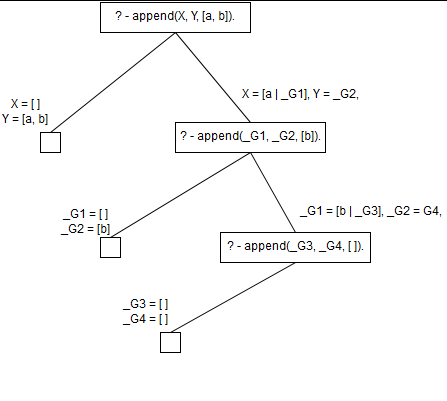 ? - append(X, Y, [a, b]).
X = [a | _G1], Y = _G2,
X = [ ]
Y = [a, b]
? - append(_G1, _G2, [b]).
_G1 = [ ]
_G2 = [b]
_G1 = [b | _G3], _G2 = G4,
? - append(_G3, _G4, [ ]).
_G3 = [ ]
_G4 = [ ]